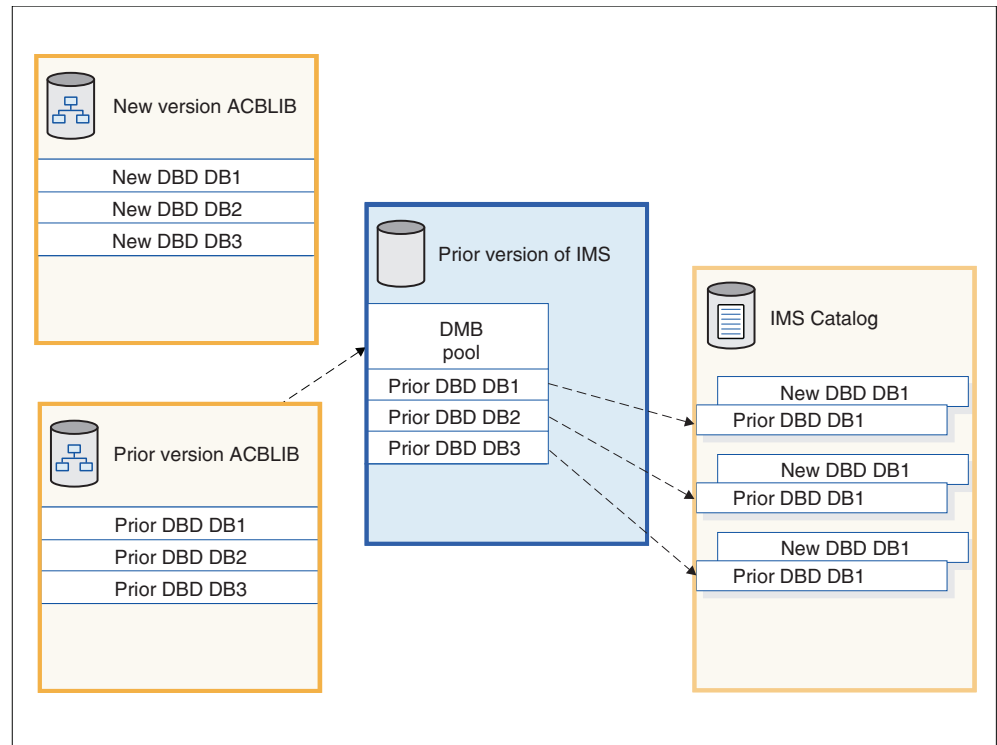 New version ACBLIB
New DBD DB1
New DBD DB2
New DBD DB3
Prior version ACBLIB
Prior DBD DB1
Prior DBD DB2
Prior DBD DB3
Prior version of IMS
DMB
pool
Prior DBD DB1
Prior DBD DB2
Prior DBD DB3
IMS Catalog
New DBD DB1
Prior DBD DB1
New DBD DB1
Prior DBD DB1
New DBD DB1
Prior DBD DB1